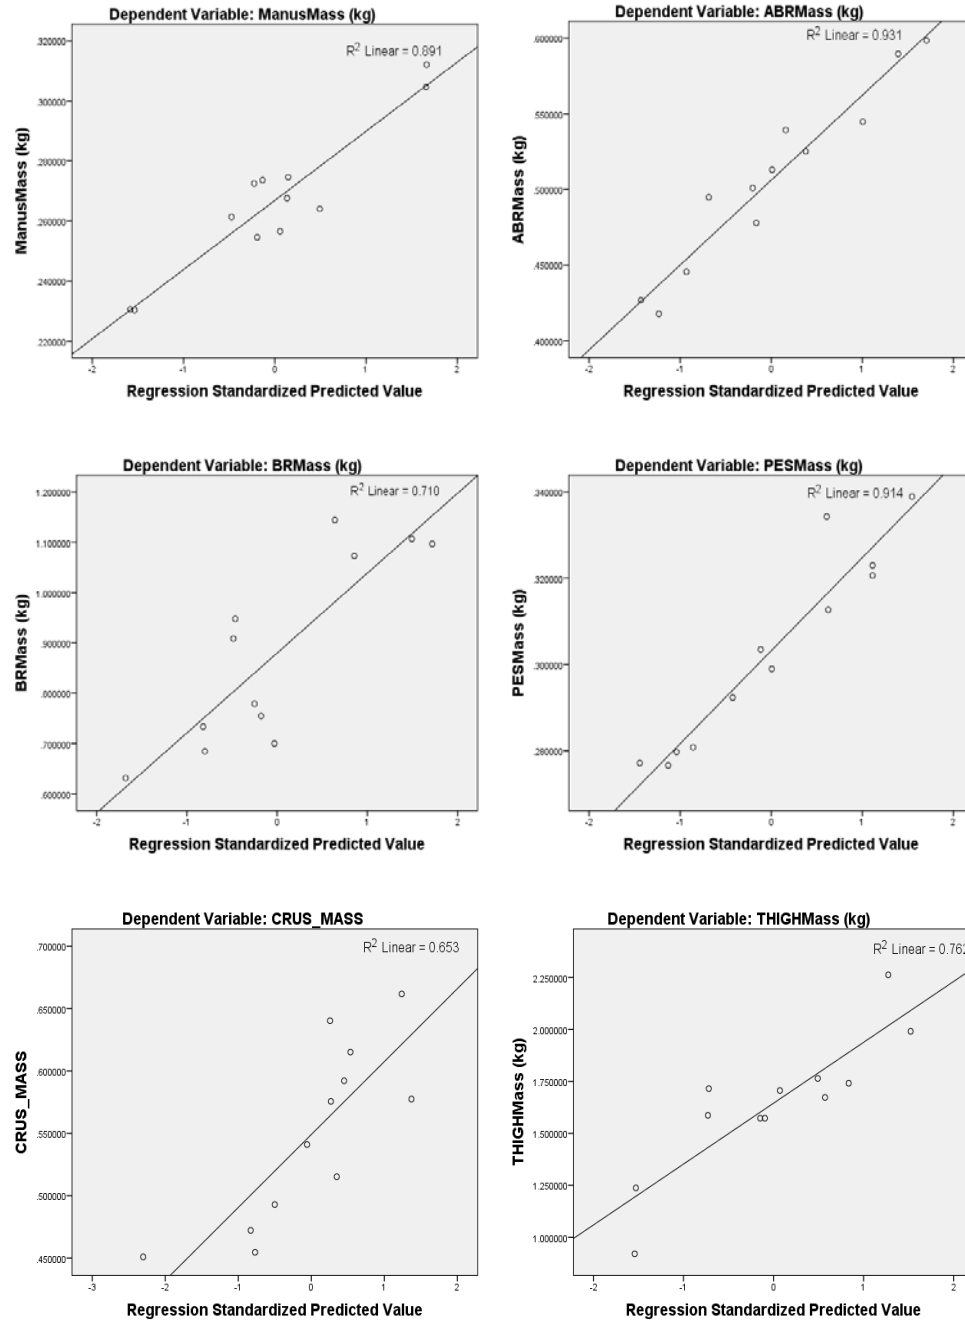 Dependent Variable: ManusMass (kg)
R² Linear = 0.891
.320000
.300000
.280000
.260000
.240000
.220000
ManusMass (kg)
-2 -1 0 1 2
Regression Standardized Predicted Value
Dependent Variable: ABRMass (kg)
R² Linear = 0.931
.600000
.550000
.500000
.450000
.400000
ABRMass (kg)
-2 -1 0 1 2
Regression Standardized Predicted Value
Dependent Variable: BRMass (kg)
R² Linear = 0.710
1.200000
1.100000
1.000000
.900000
.800000
.700000
.600000
BRMass (kg)
-2 -1 0 1 2
Regression Standardized Predicted Value
Dependent Variable: PESMass (kg)
R² Linear = 0.914
.340000
.320000
.300000
.280000
PESMass (kg)
-2 -1 0 1 2
Regression Standardized Predicted Value
Dependent Variable: CRUS_MASS
R² Linear = 0.653
.700000
.650000
.600000
.550000
.500000
.450000
CRUS_MASS
-3 -2 -1 0 1 2
Regression Standardized Predicted Value
Dependent Variable: THIGHMass (kg)
R² Linear = 0.762
2.250000
2.000000
1.750000
1.500000
1.250000
1.000000
THIGHMass (kg)
-2 -1 0 1 2
Regression Standardized Predicted Value